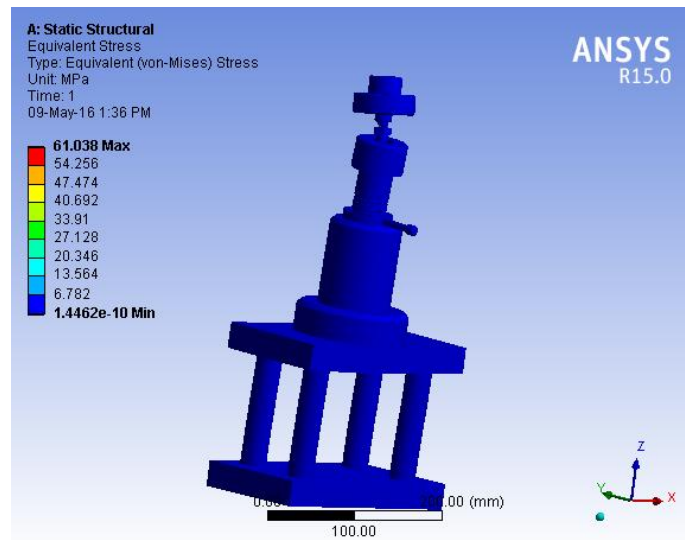 A: Static Structural
Equivalent Stress
Type: Equivalent (von-Mises) Stress
Unit: MPa
Time: 1
09-May-16 1:36 PM
61.038 Max
54.256
47.474
40.692
33.91
27.128
20.346
13.564
6.782
1.4462e-10 Min
ANSYS
R15.0
Z
Y
X
(mm)
100.00